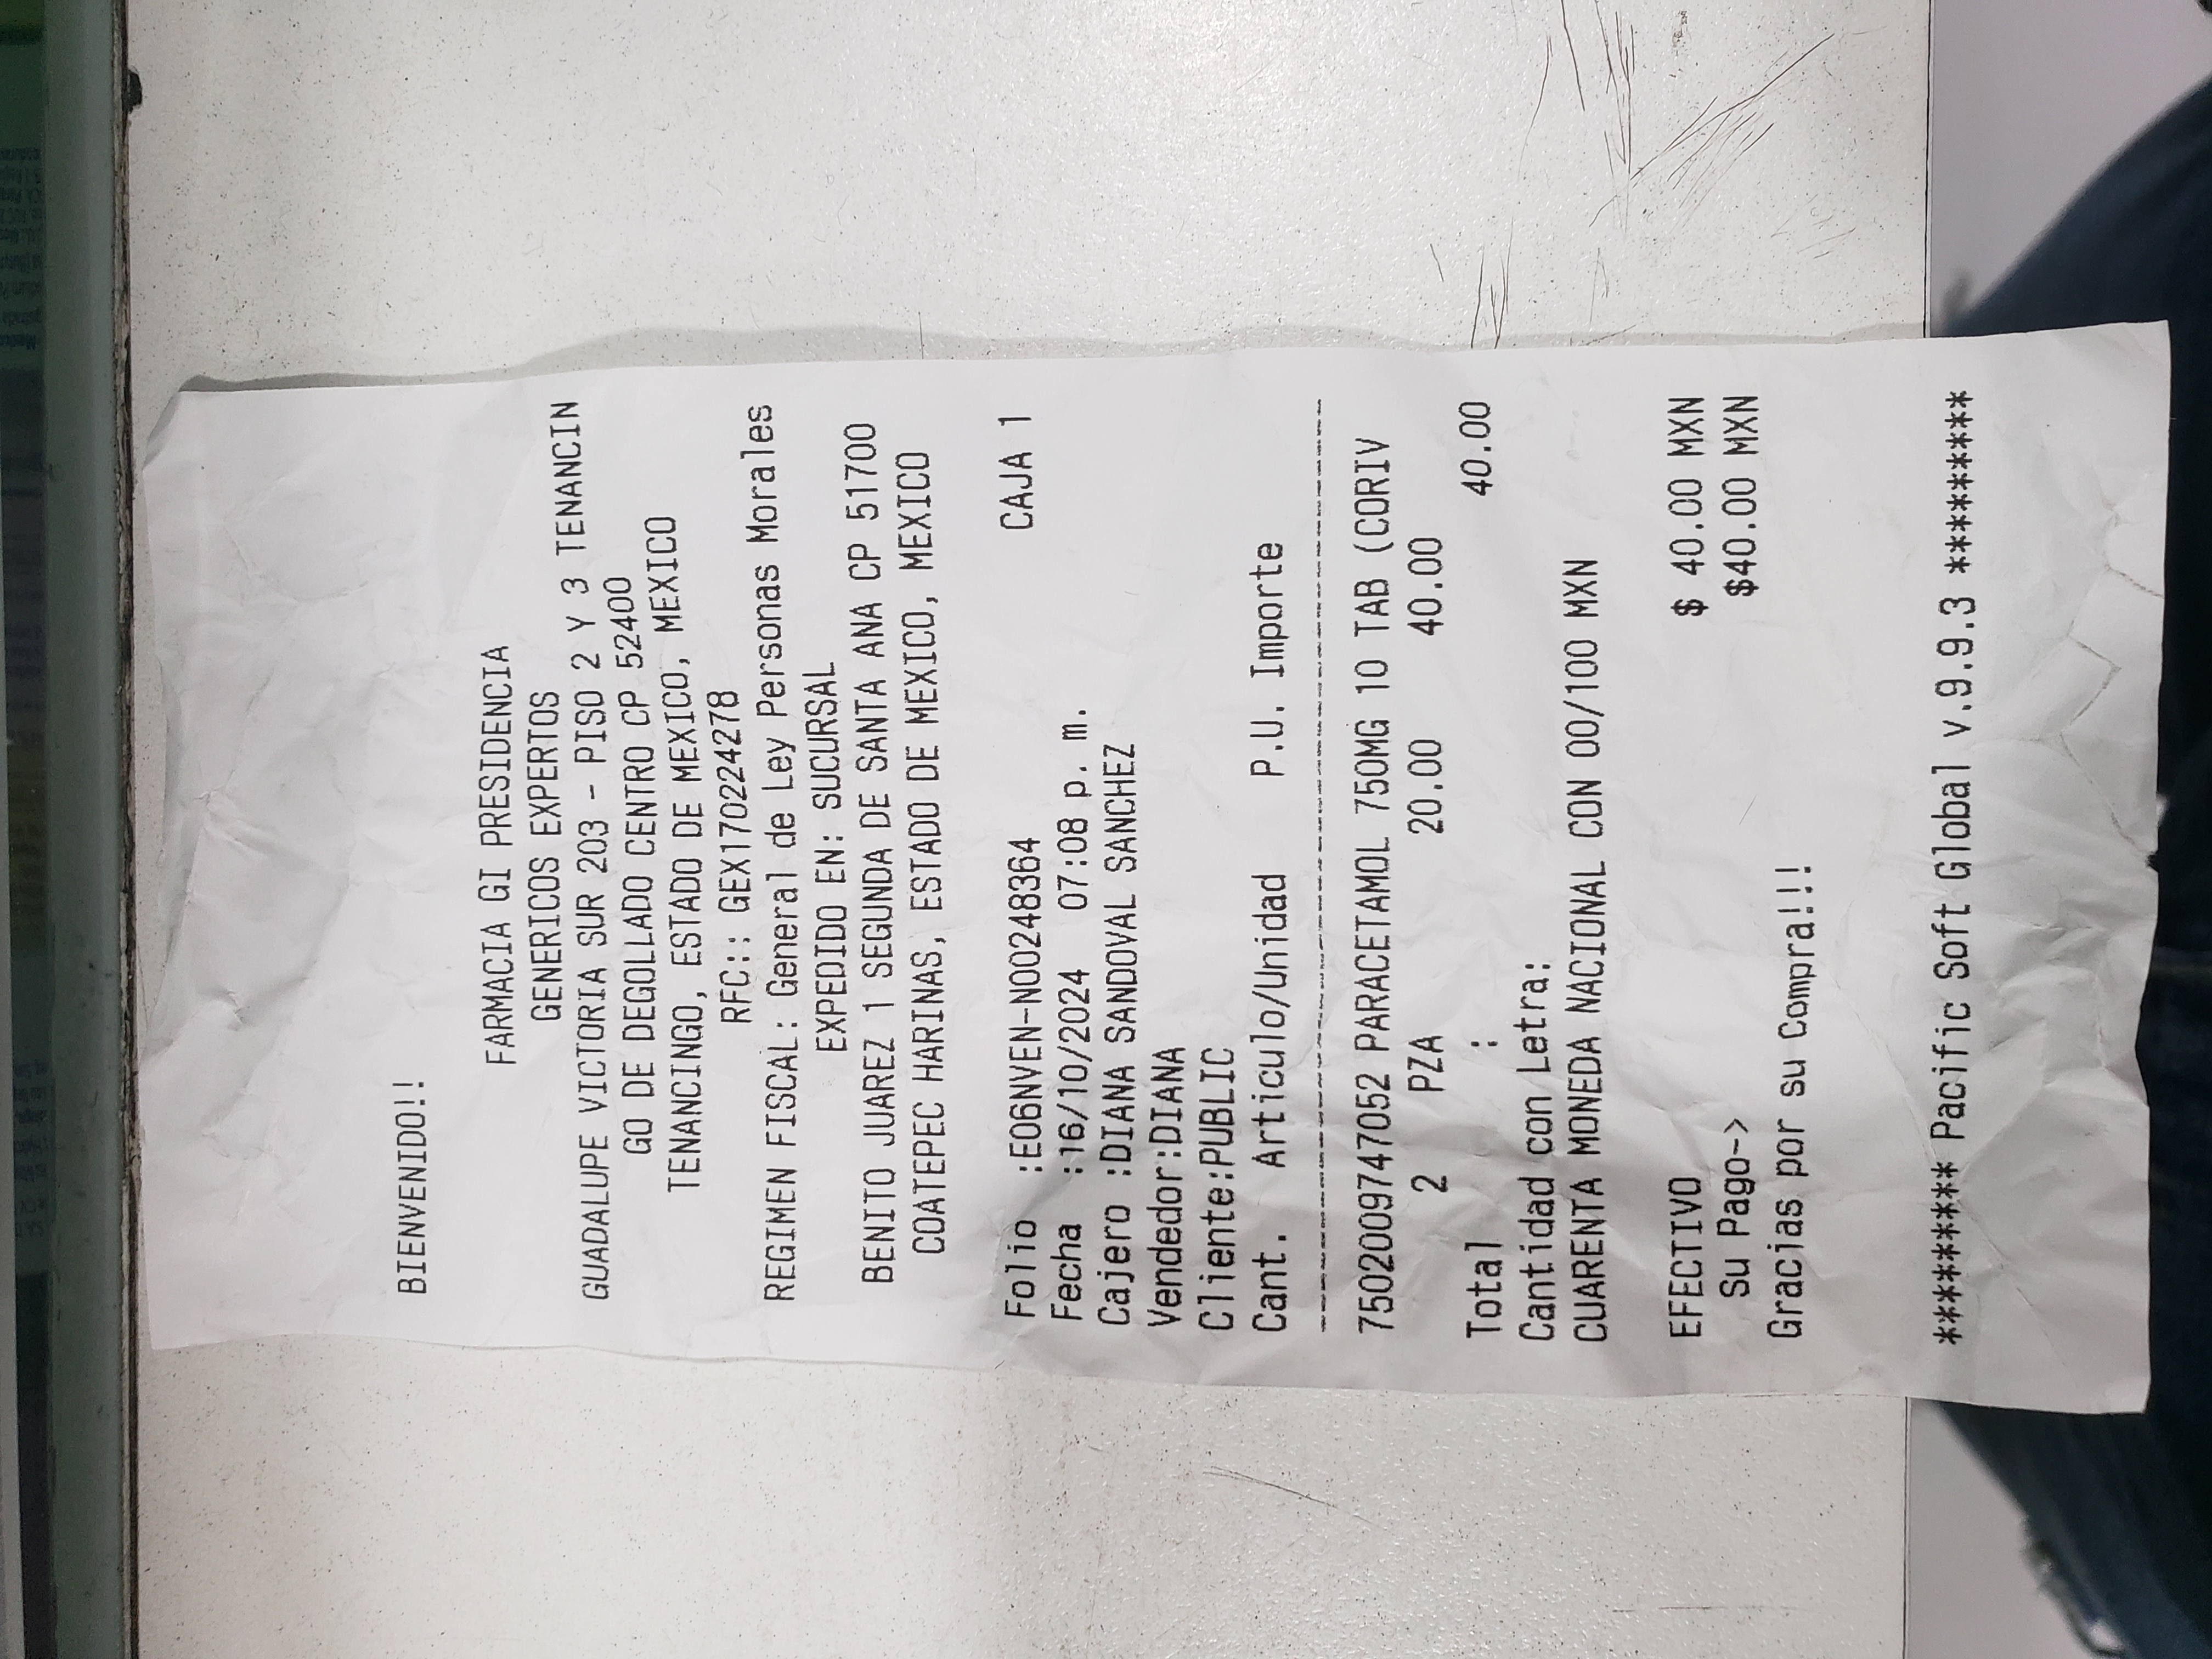 BIENVENIDO!!
FARMACIA GI PRESIDENCIA
GENERICOS EXPERTOS
GUADALUPE VICTORIA SUR 203 - PISO 2 Y 3 TENANCIN
GO DE DEGOLLADO CENTRO CP 52400
TENANCINGO, ESTADO DE MEXICO, MEXICO
RFC:: GEX170224278
REGIMEN FISCAL: General de Ley Personas Morales
EXPEDIDO EN: SUCURSAL
BENITO JUAREZ 1 SEGUNDA DE SANTA ANA CP 51700
COATEPEC HARINAS, ESTADO DE MEXICO, MEXICO
Folio :E06NVEN-N00248364 CAJA 1
Fecha :16/10/2024 07:08 p. m.
Cajero :DIANA SANDOVAL SANCHEZ
Vendedor:DIANA
Cliente:PUBLIC
Cant. Articulo/Unidad P.U. Importe
------------------------------------------------
7502009747052 PARACETAMOL 750MG 10 TAB (CORIV
2 PZA 20.00 40.00
Total : 40.00
Cantidad con Letra:
CUARENTA MONEDA NACIONAL CON 00/100 MXN
EFECTIVO $ 40.00 MXN
Su Pago~> $40.00 MXN
Gracias por su Compra!!!
********* Pacific Soft Global v.9.9.3 *********